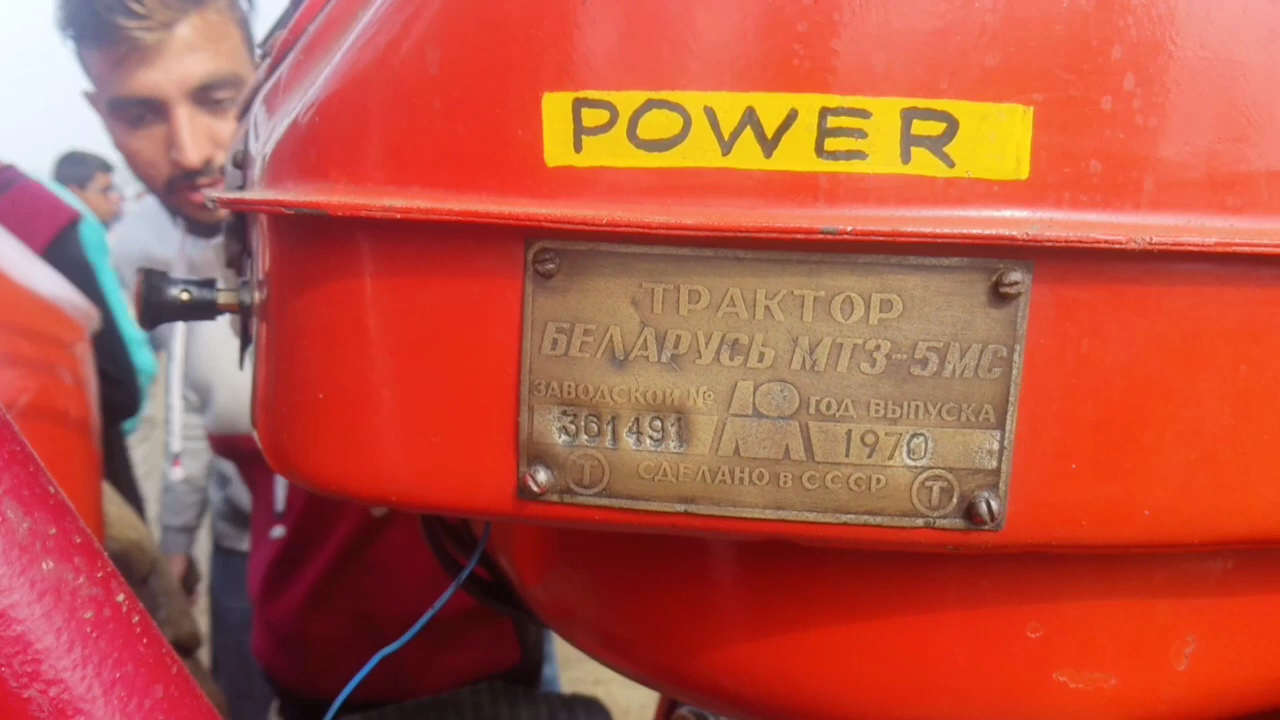 POWER
ТРАКТОР
БЕЛАРУСЬ МТЗ-5МС
ЗАВОДСКОЙ № ГОД ВЫПУСКА
361491 1970
Т СДЕЛАНО В СССР Т